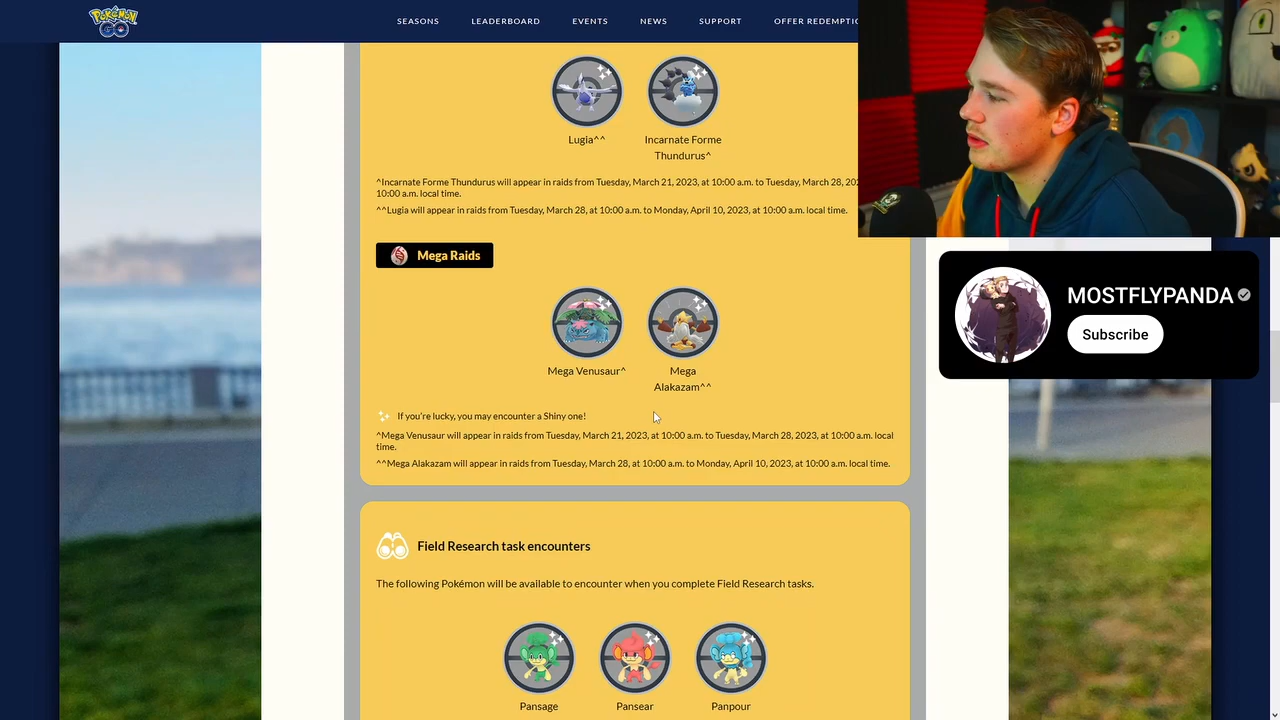 Pokémon GO
SEASONS LEADERBOARD EVENTS NEWS SUPPORT OFFER
Lugia^^
Incarnate Forme
Thundurus^
^Incarnate Forme Thundurus will appear in raids from Tuesday, March 21, 2023, at 10:00 a.m. to Tuesday, March 28,
10:00 a.m. local time.
^^Lugia will appear in raids from Tuesday, March 28, at 10:00 a.m. to Monday, April 10, 2023, at 10:00 a.m. local time.
Mega Raids
Mega Venusaur^
Mega
Alakazam^^
If you're lucky, you may encounter a Shiny one!
^Mega Venusaur will appear in raids from Tuesday, March 21, 2023, at 10:00 a.m. to Tuesday, March 28, 2023, at 10:00 a.m. local
time.
^^Mega Alakazam will appear in raids from Tuesday, March 28, at 10:00 a.m. to Monday, April 10, 2023, at 10:00 a.m. local time.
MOSTFLYPANDA
Subscribe
Field Research task encounters
The following Pokémon will be available to encounter when you complete Field Research tasks.
Pansage
Pansear
Panpour